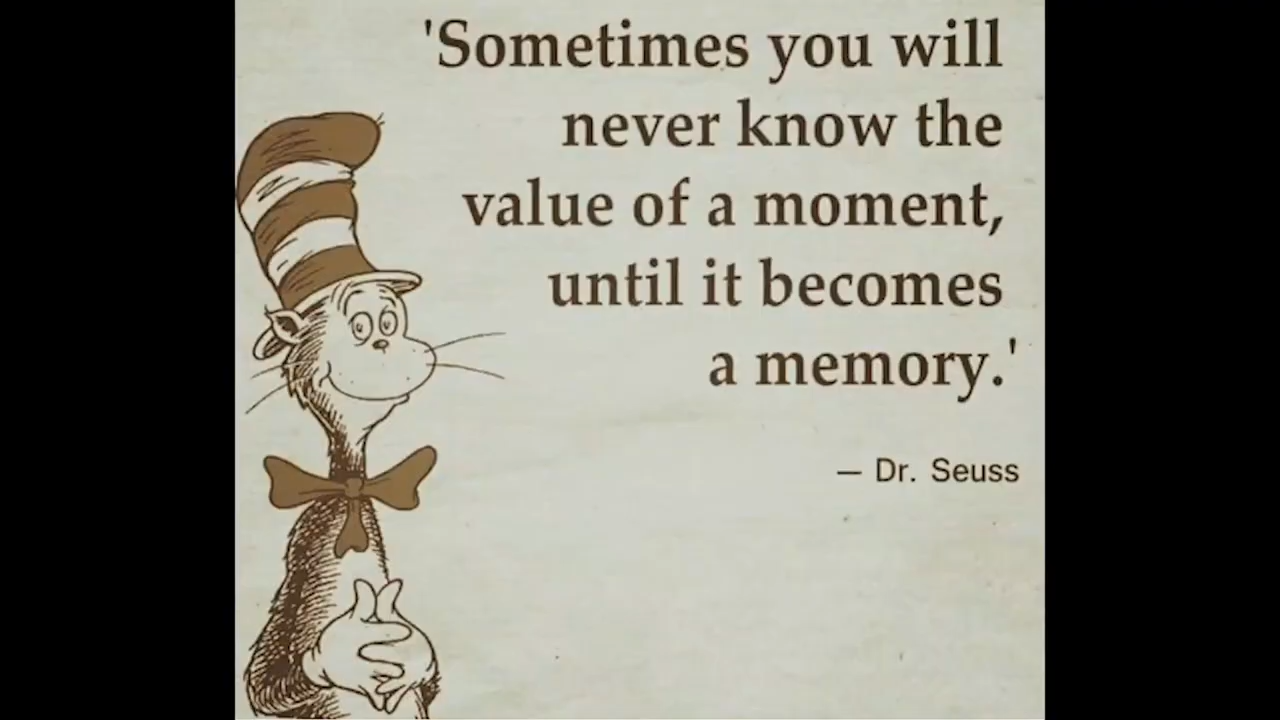 'Sometimes you will
never know the
value of a moment,
until it becomes
a memory.'
— Dr. Seuss